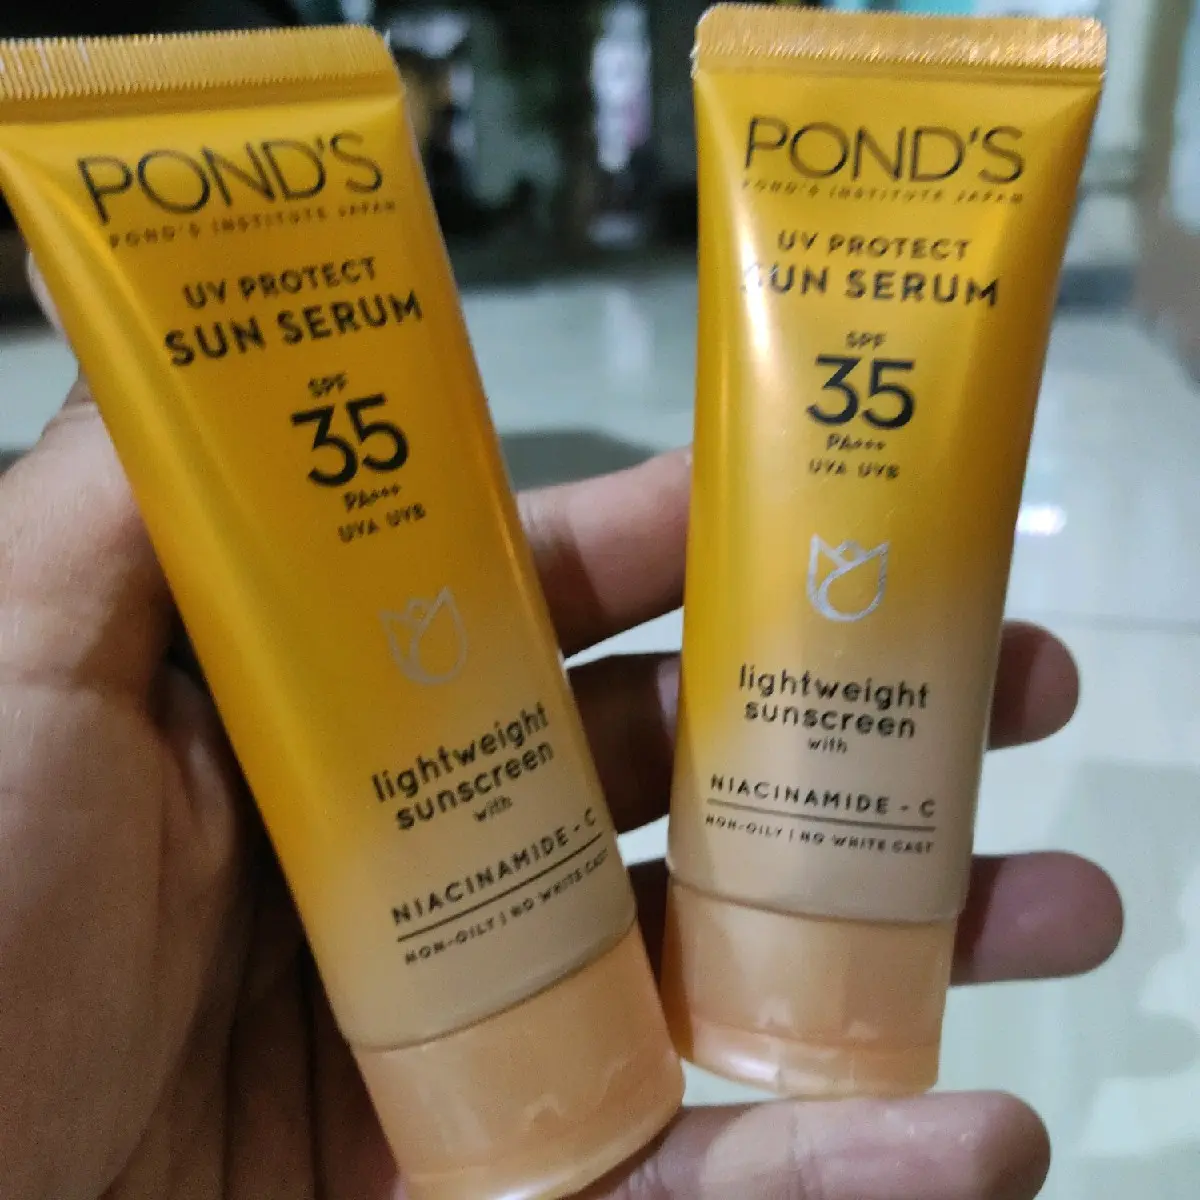 POND'S
POND'S INSTITUTE JAPAN
UV PROTECT
SUN SERUM
SPF
35
PA+++
UVA UVB
lightweight
sunscreen
with
NIACINAMIDE - C
NON-OILY | NO WHITE CAST
POND'S
POND'S INSTITUTE JAPAN
UV PROTECT
SUN SERUM
SPF
35
PA+++
UVA UVB
lightweight
sunscreen
with
NIACINAMIDE - C
NON-OILY | NO WHITE CAST